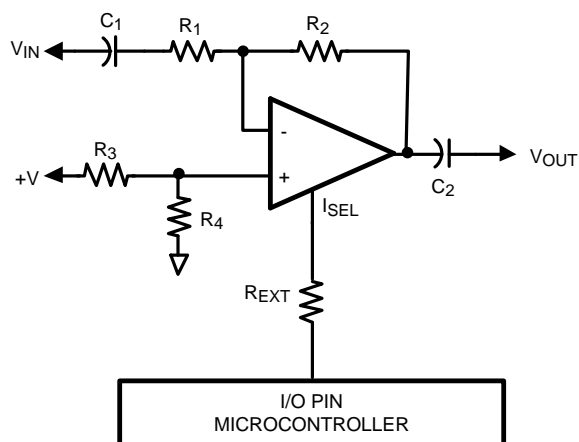 C1
R1
R2
VIN
-
R3
+V
+
VOUT
C2
R4
ISEL
REXT
I/O PIN
MICROCONTROLLER